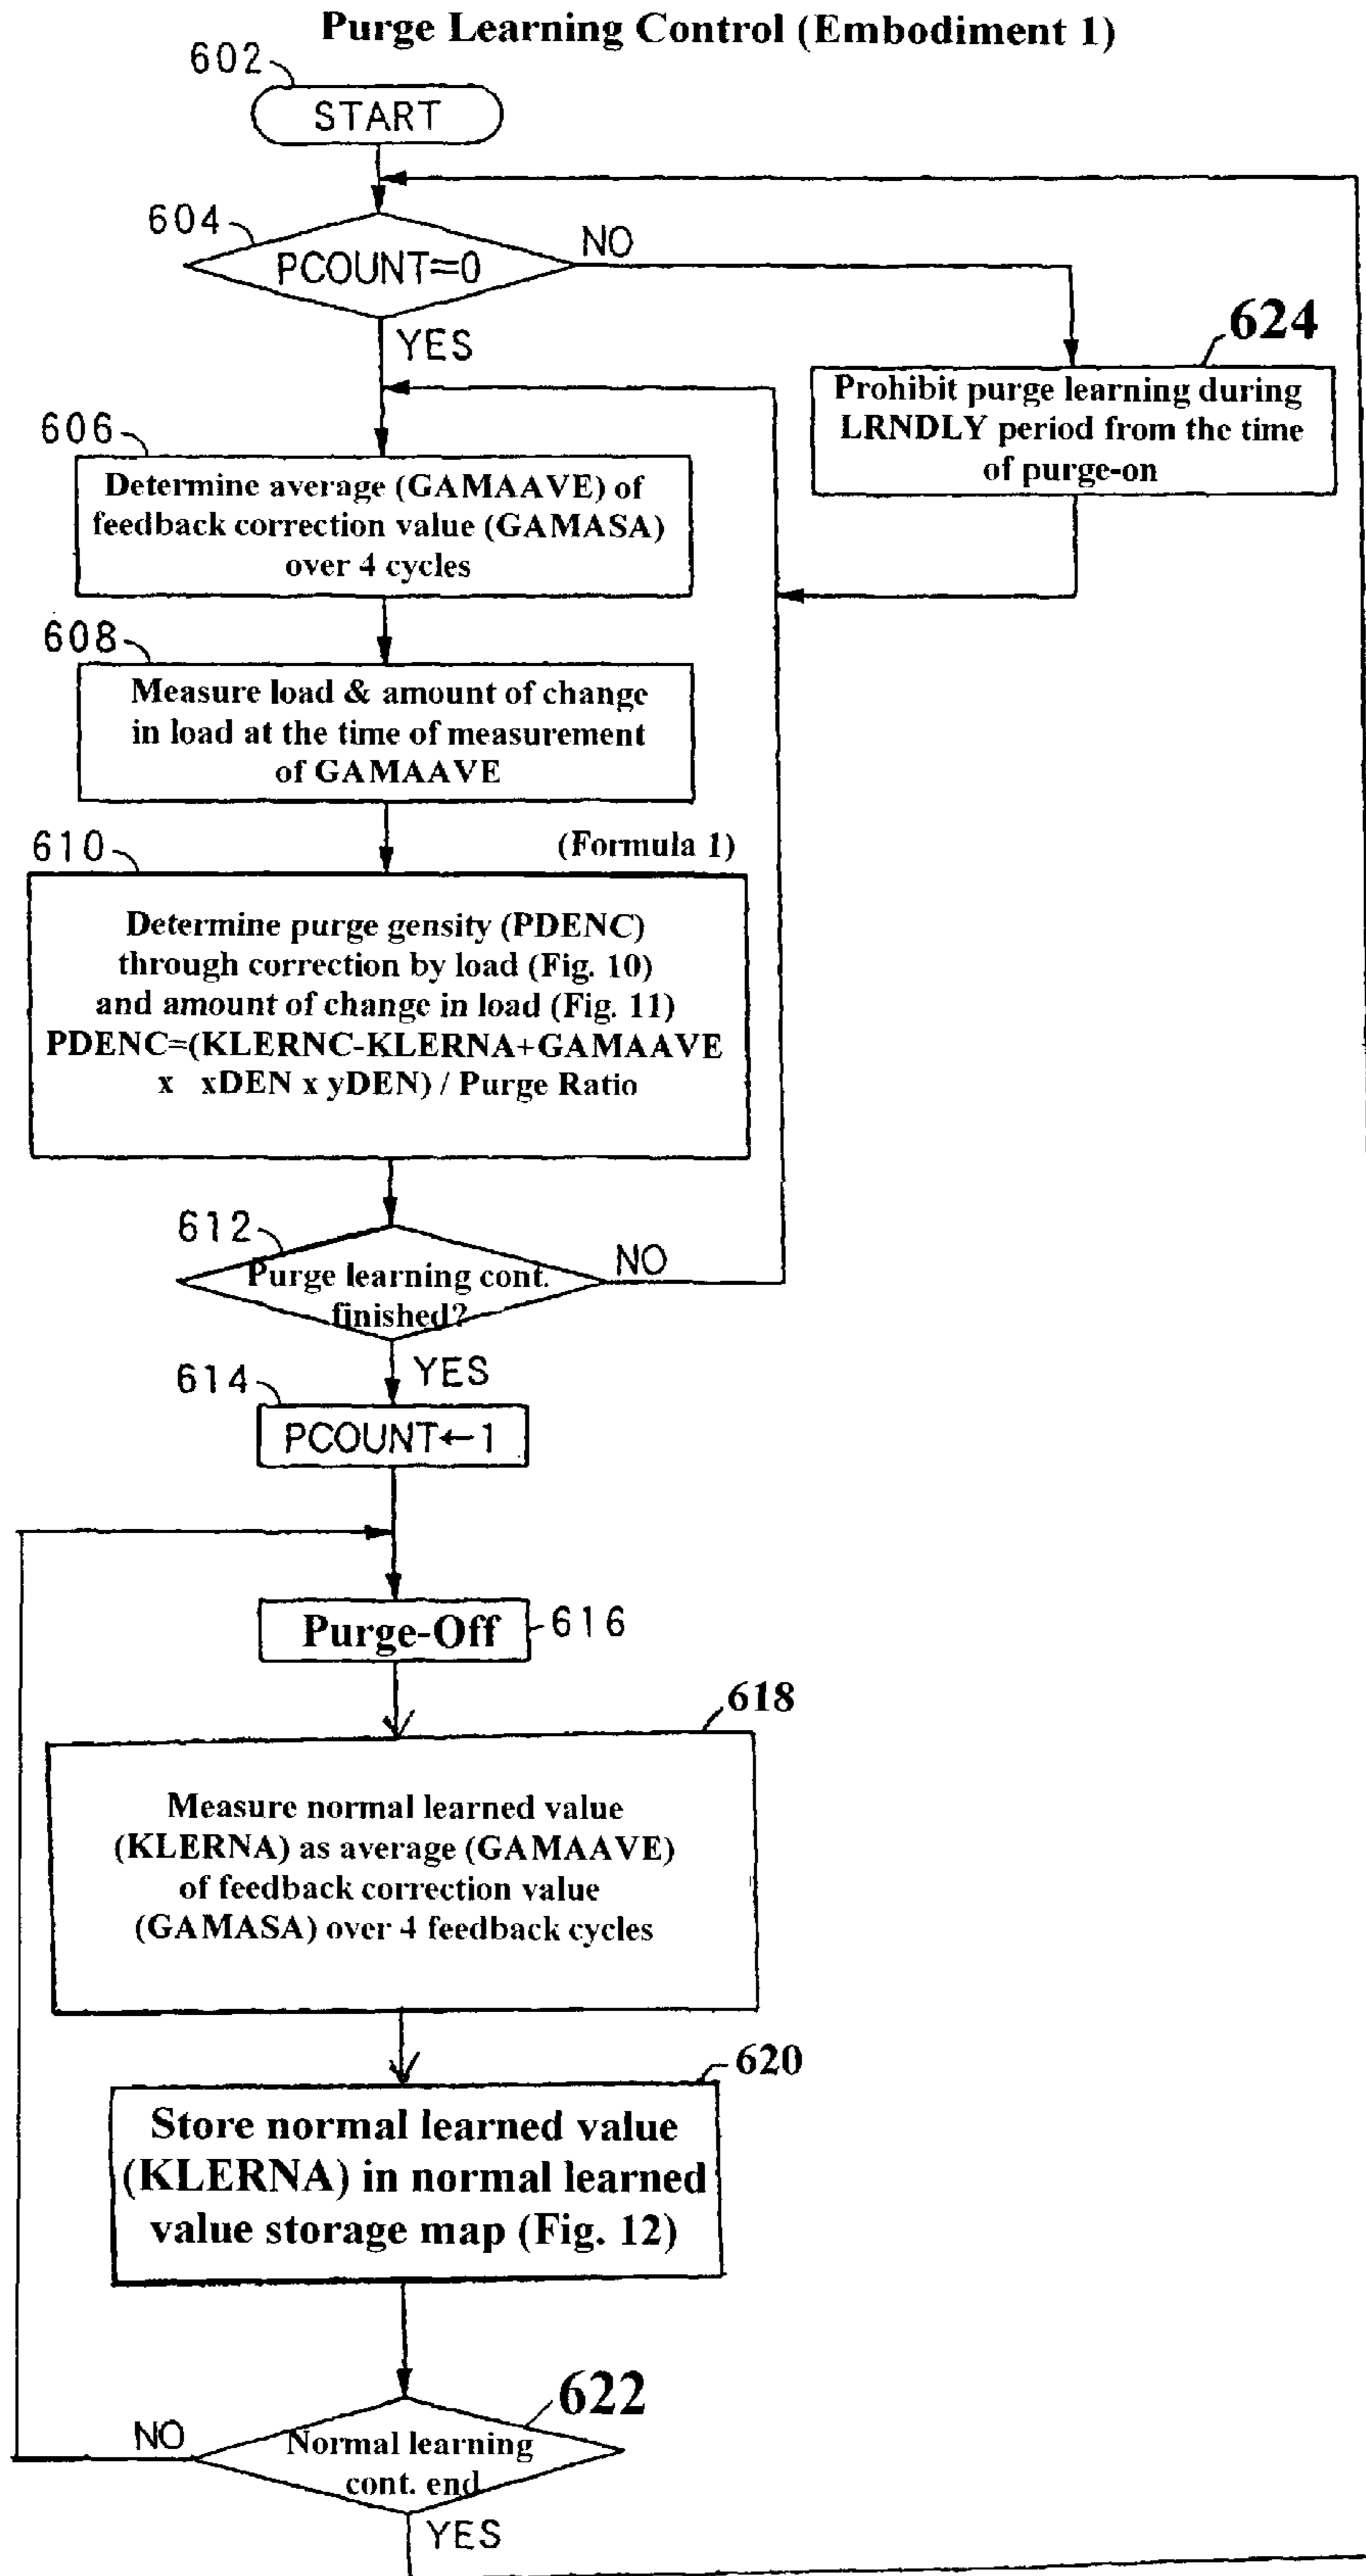 Purge Learning Control (Embodiment 1)
602
START
604
PCOUNT=0
NO
YES
624
Prohibit purge learning during
LRNDLY period from the time
of purge-on
606
Determine average (GAMAAVE) of
feedback correction value (GAMASA)
over 4 cycles
608
Measure load & amount of change
in load at the time of measurement
of GAMAAVE
610
(Formula 1)
Determine purge gensity (PDENC)
through correction by load (Fig. 10)
and amount of change in load (Fig. 11)
PDENC=(KLERNC-KLERNA+GAMAAVE
x xDEN x yDEN) / Purge Ratio
612
Purge learning cont.
finished?
NO
YES
614
PCOUNT←1
Purge-Off
616
618
Measure normal learned value
(KLERNA) as average (GAMAAVE)
of feedback correction value
(GAMASA) over 4 feedback cycles
620
Store normal learned value
(KLERNA) in normal learned
value storage map (Fig. 12)
622
NO
Normal learning
cont. end
YES